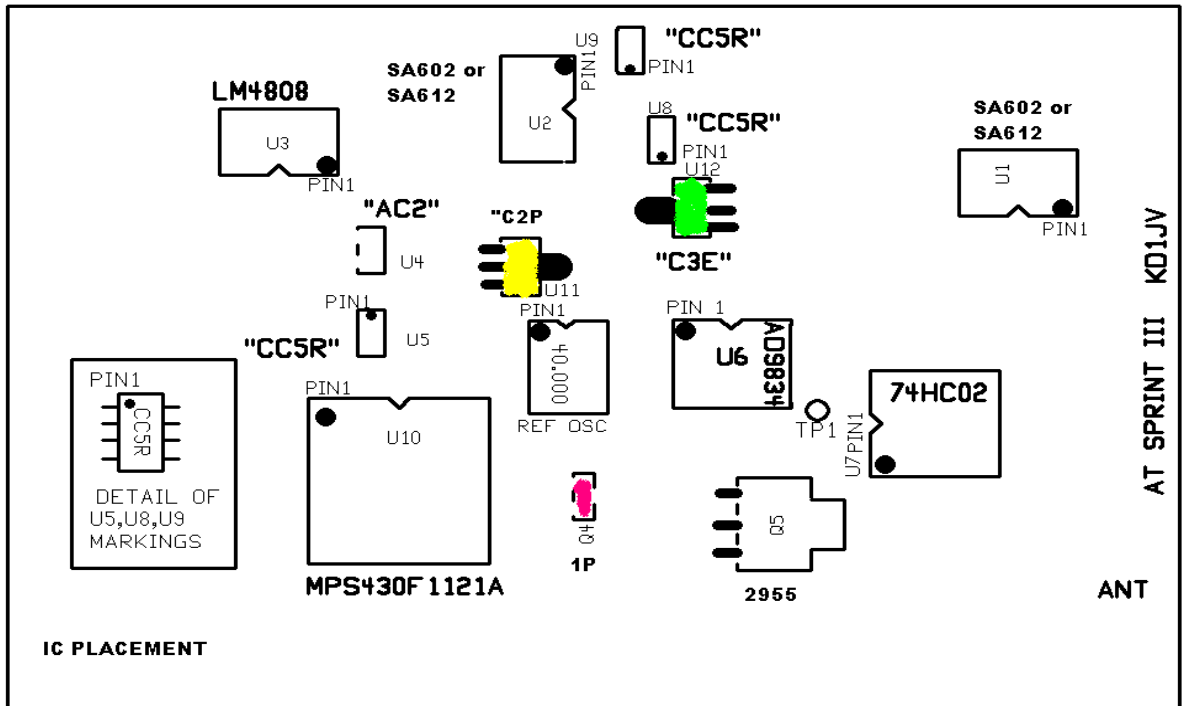 U9
"CC5R"
PIN1
PIN1
SA602 or
SA612
U2
LM4808
U3
PIN1
U8
"CC5R"
PIN1
U12
SA602 or
SA612
U1
PIN1
"AC2"
U4
"C2P
U11
"C3E"
PIN1
U5
"CC5R"
PIN1
40.000
REF OSC
PIN 1
U6
AD9834
TP1
74HC02
U7
PIN1
AT SPRINT III KD1JV
PIN1
CC5R
DETAIL OF
U5,U8,U9
MARKINGS
PIN1
U10
MPS430F1121A
Q4
1P
Q5
2955
ANT
IC PLACEMENT